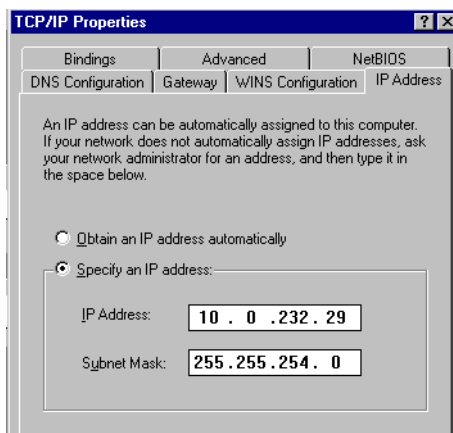 TCP/IP Properties
Bindings Advanced NetBIOS
DNS Configuration Gateway WINS Configuration IP Address
An IP address can be automatically assigned to this computer.
If your network does not automatically assign IP addresses, ask
your network administrator for an address, and then type it in
the space below.
Obtain an IP address automatically
Specify an IP address:
IP Address: 10 . 0 .232 . 29
Subnet Mask: 255.255.254. 0